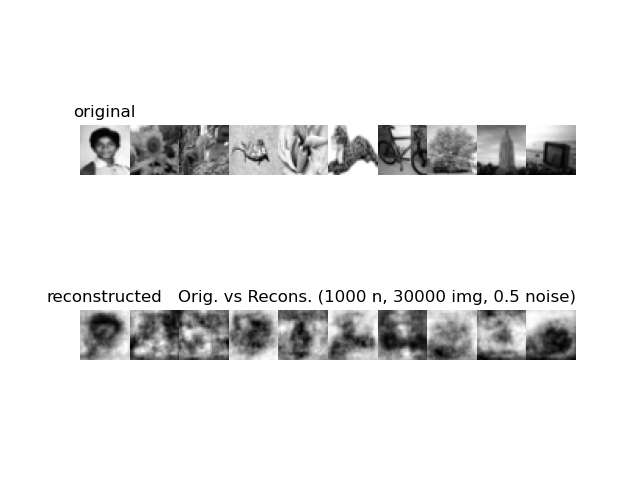 original
reconstructed Orig. vs Recons. (1000 n, 30000 img, 0.5 noise)